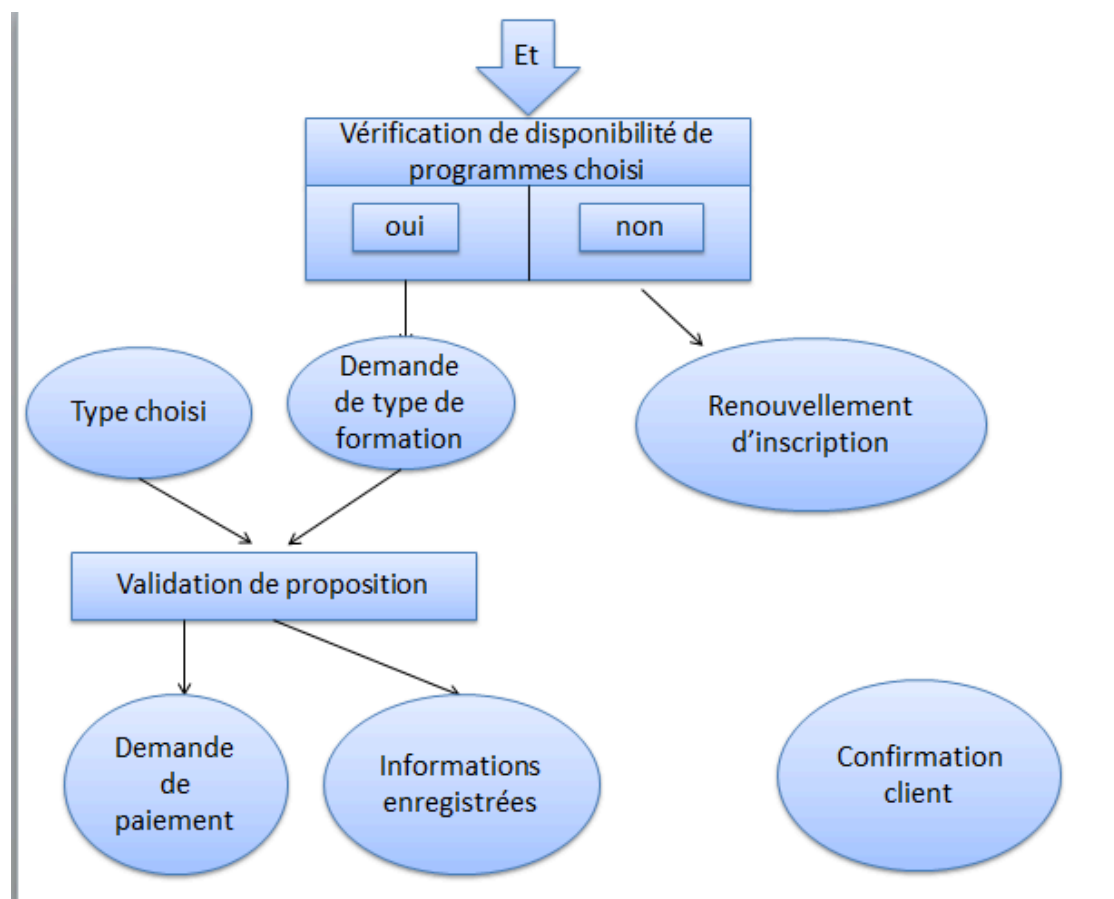 Et
Vérification de disponibilité de
programmes choisi
oui
non
Type choisi
Demande
de type de
formation
Renouvellement
d’inscription
Validation de proposition
Demande
de
paiement
Informations
enregistrées
Confirmation
client